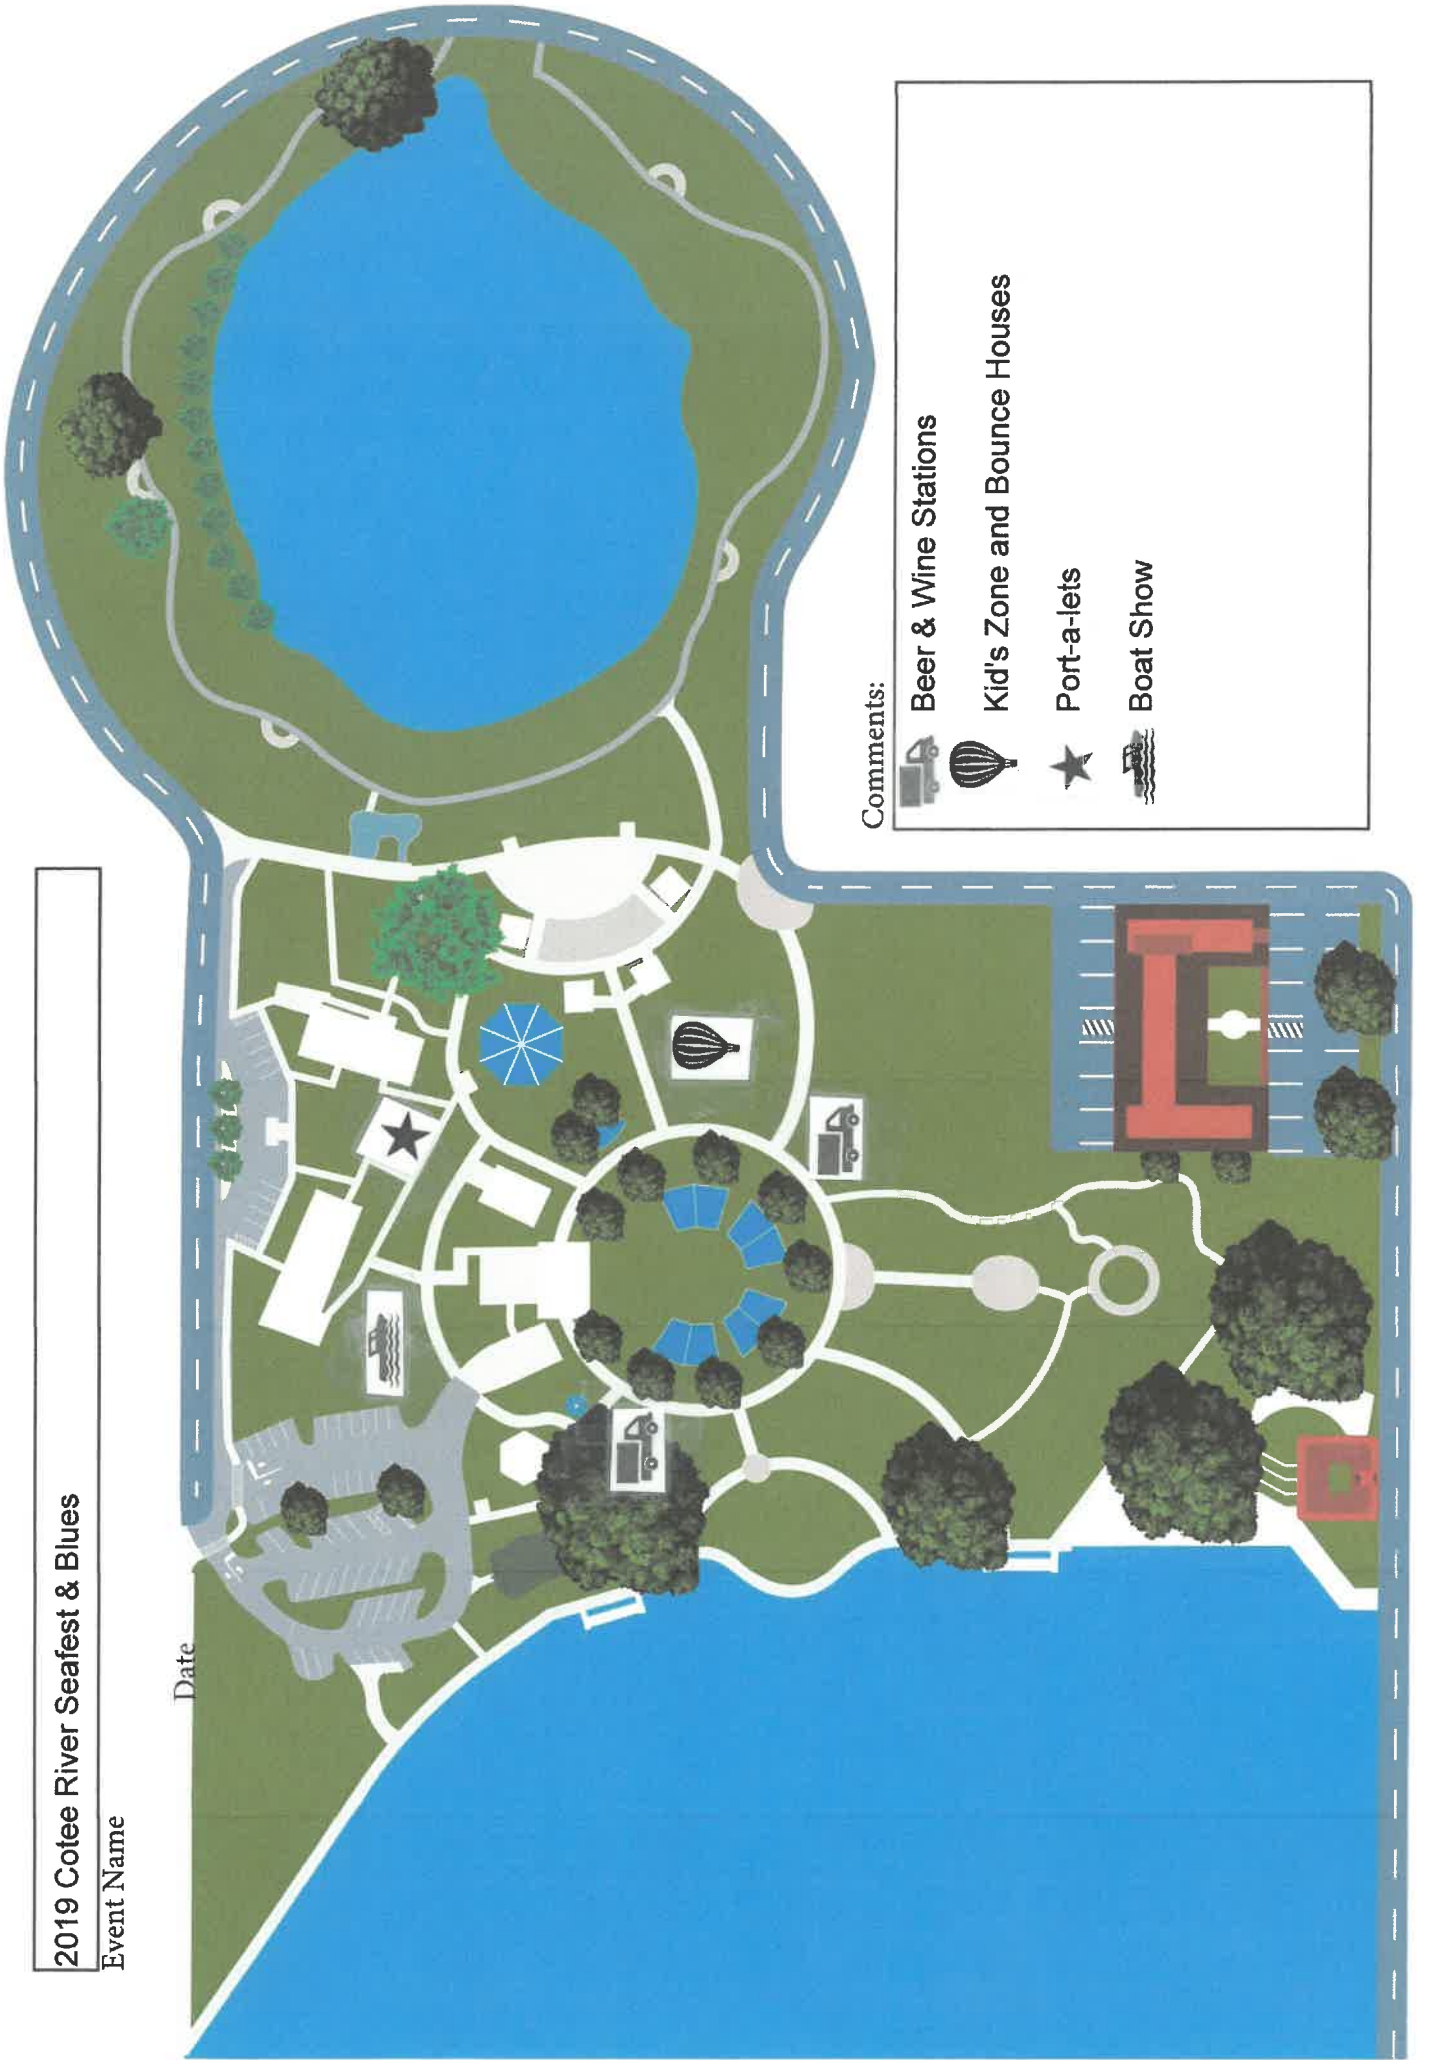 2019 Cotee River Seafest & Blues
Event Name
Date
Comments:
Beer & Wine Stations
Kid's Zone and Bounce Houses
Port-a-lets
Boat Show